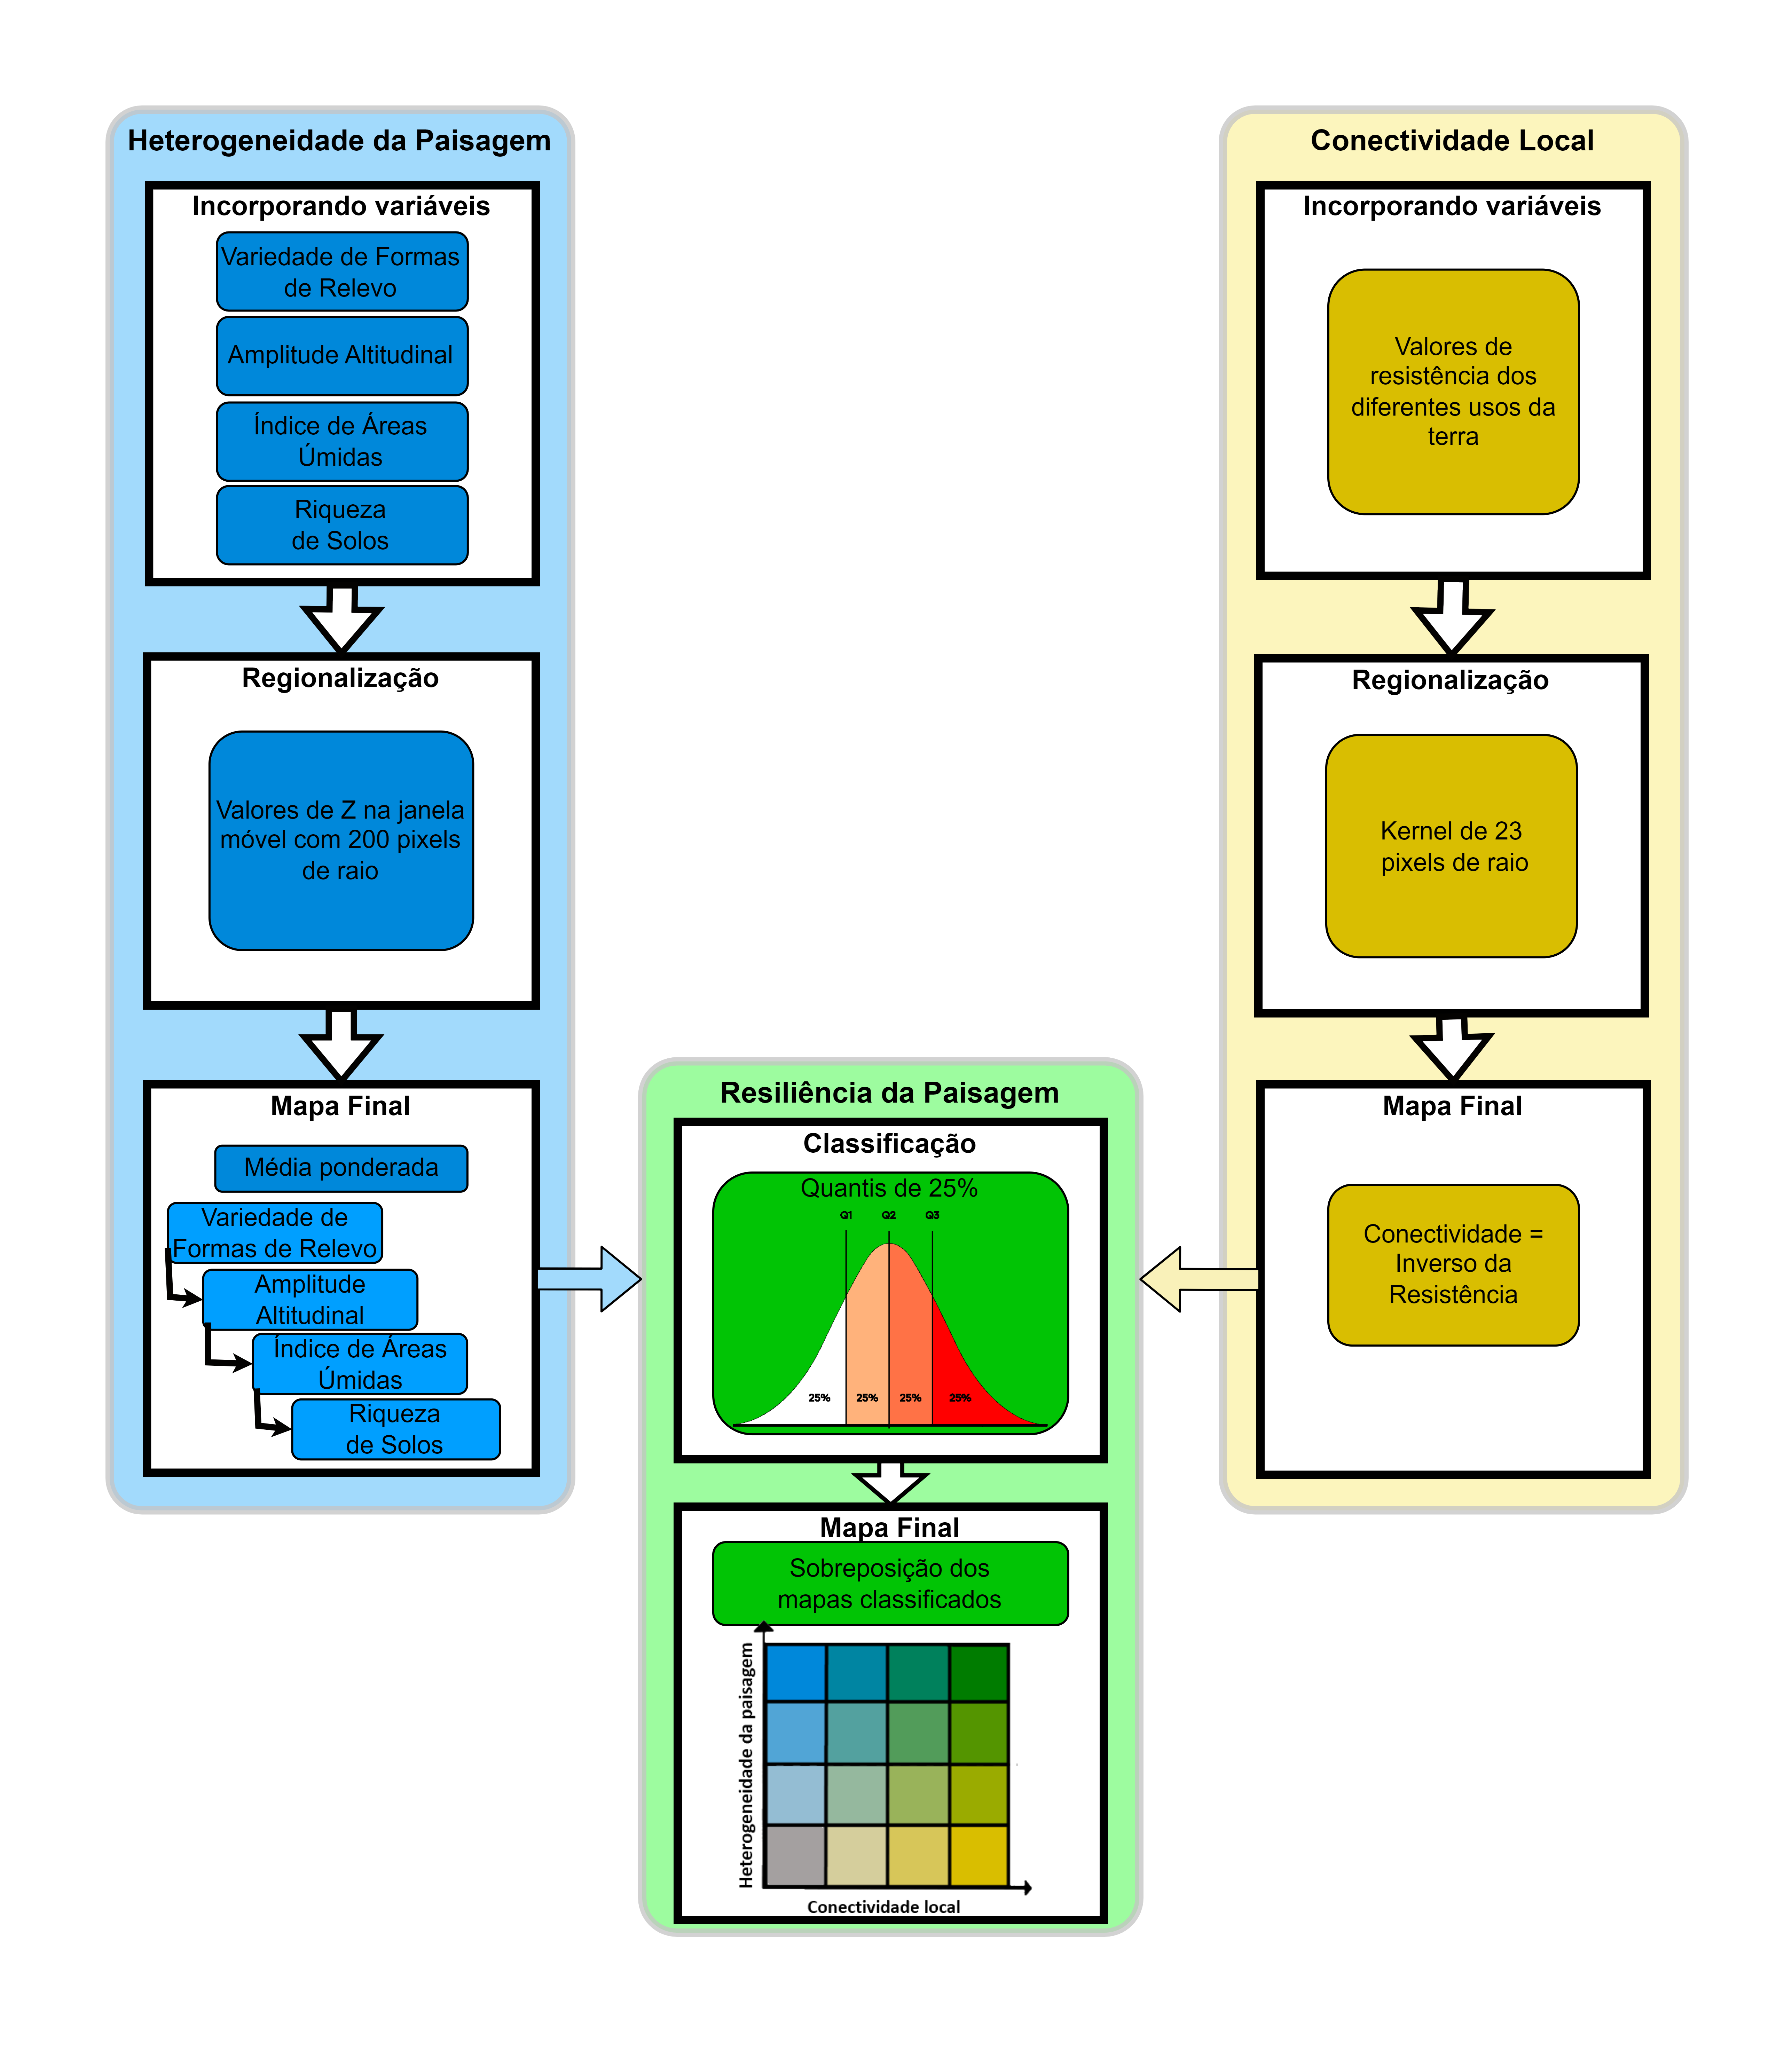 Heterogeneidade da Paisagem
Incorporando variáveis
Variedade de Formas
de Relevo
Amplitude Altitudinal
Índice de Áreas
Úmidas
Riqueza
de Solos
Regionalização
Valores de Z na janela
móvel com 200 pixels
de raio
Mapa Final
Média ponderada
Variedade de
Formas de Relevo
Amplitude
Altitudinal
Índice de Áreas
Úmidas
Riqueza
de Solos
Conectividade Local
Incorporando variáveis
Valores de
resistência dos
diferentes usos da
terra
Regionalização
Kernel de 23
pixels de raio
Mapa Final
Conectividade =
Inverso da
Resistência
Resiliência da Paisagem
Classificação
Quantis de 25%
Q1 Q2 Q3
25% 25% 25% 25%
Mapa Final
Sobreposição dos
mapas classificados
Heterogeneidade da paisagem
Conectividade local